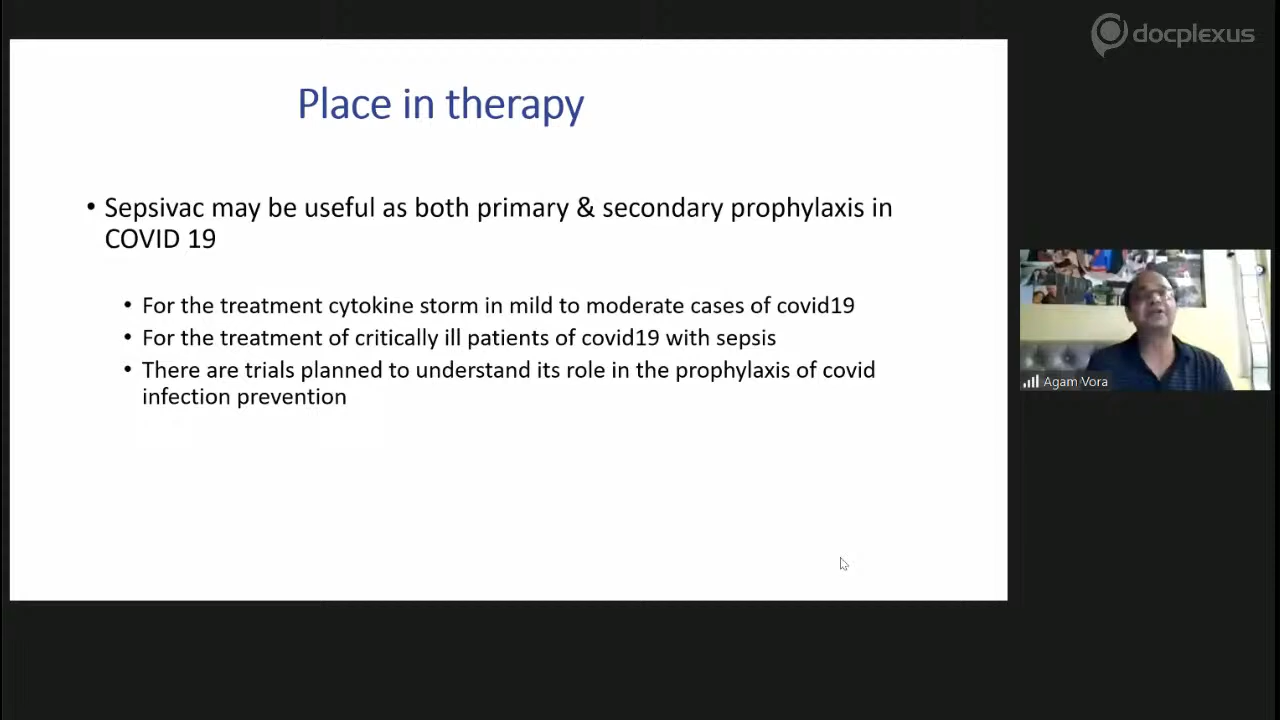 docplexus
Place in therapy
• Sepsivac may be useful as both primary & secondary prophylaxis in
COVID 19
• For the treatment cytokine storm in mild to moderate cases of covid19
• For the treatment of critically ill patients of covid19 with sepsis
• There are trials planned to understand its role in the prophylaxis of covid
infection prevention
Agam Vora